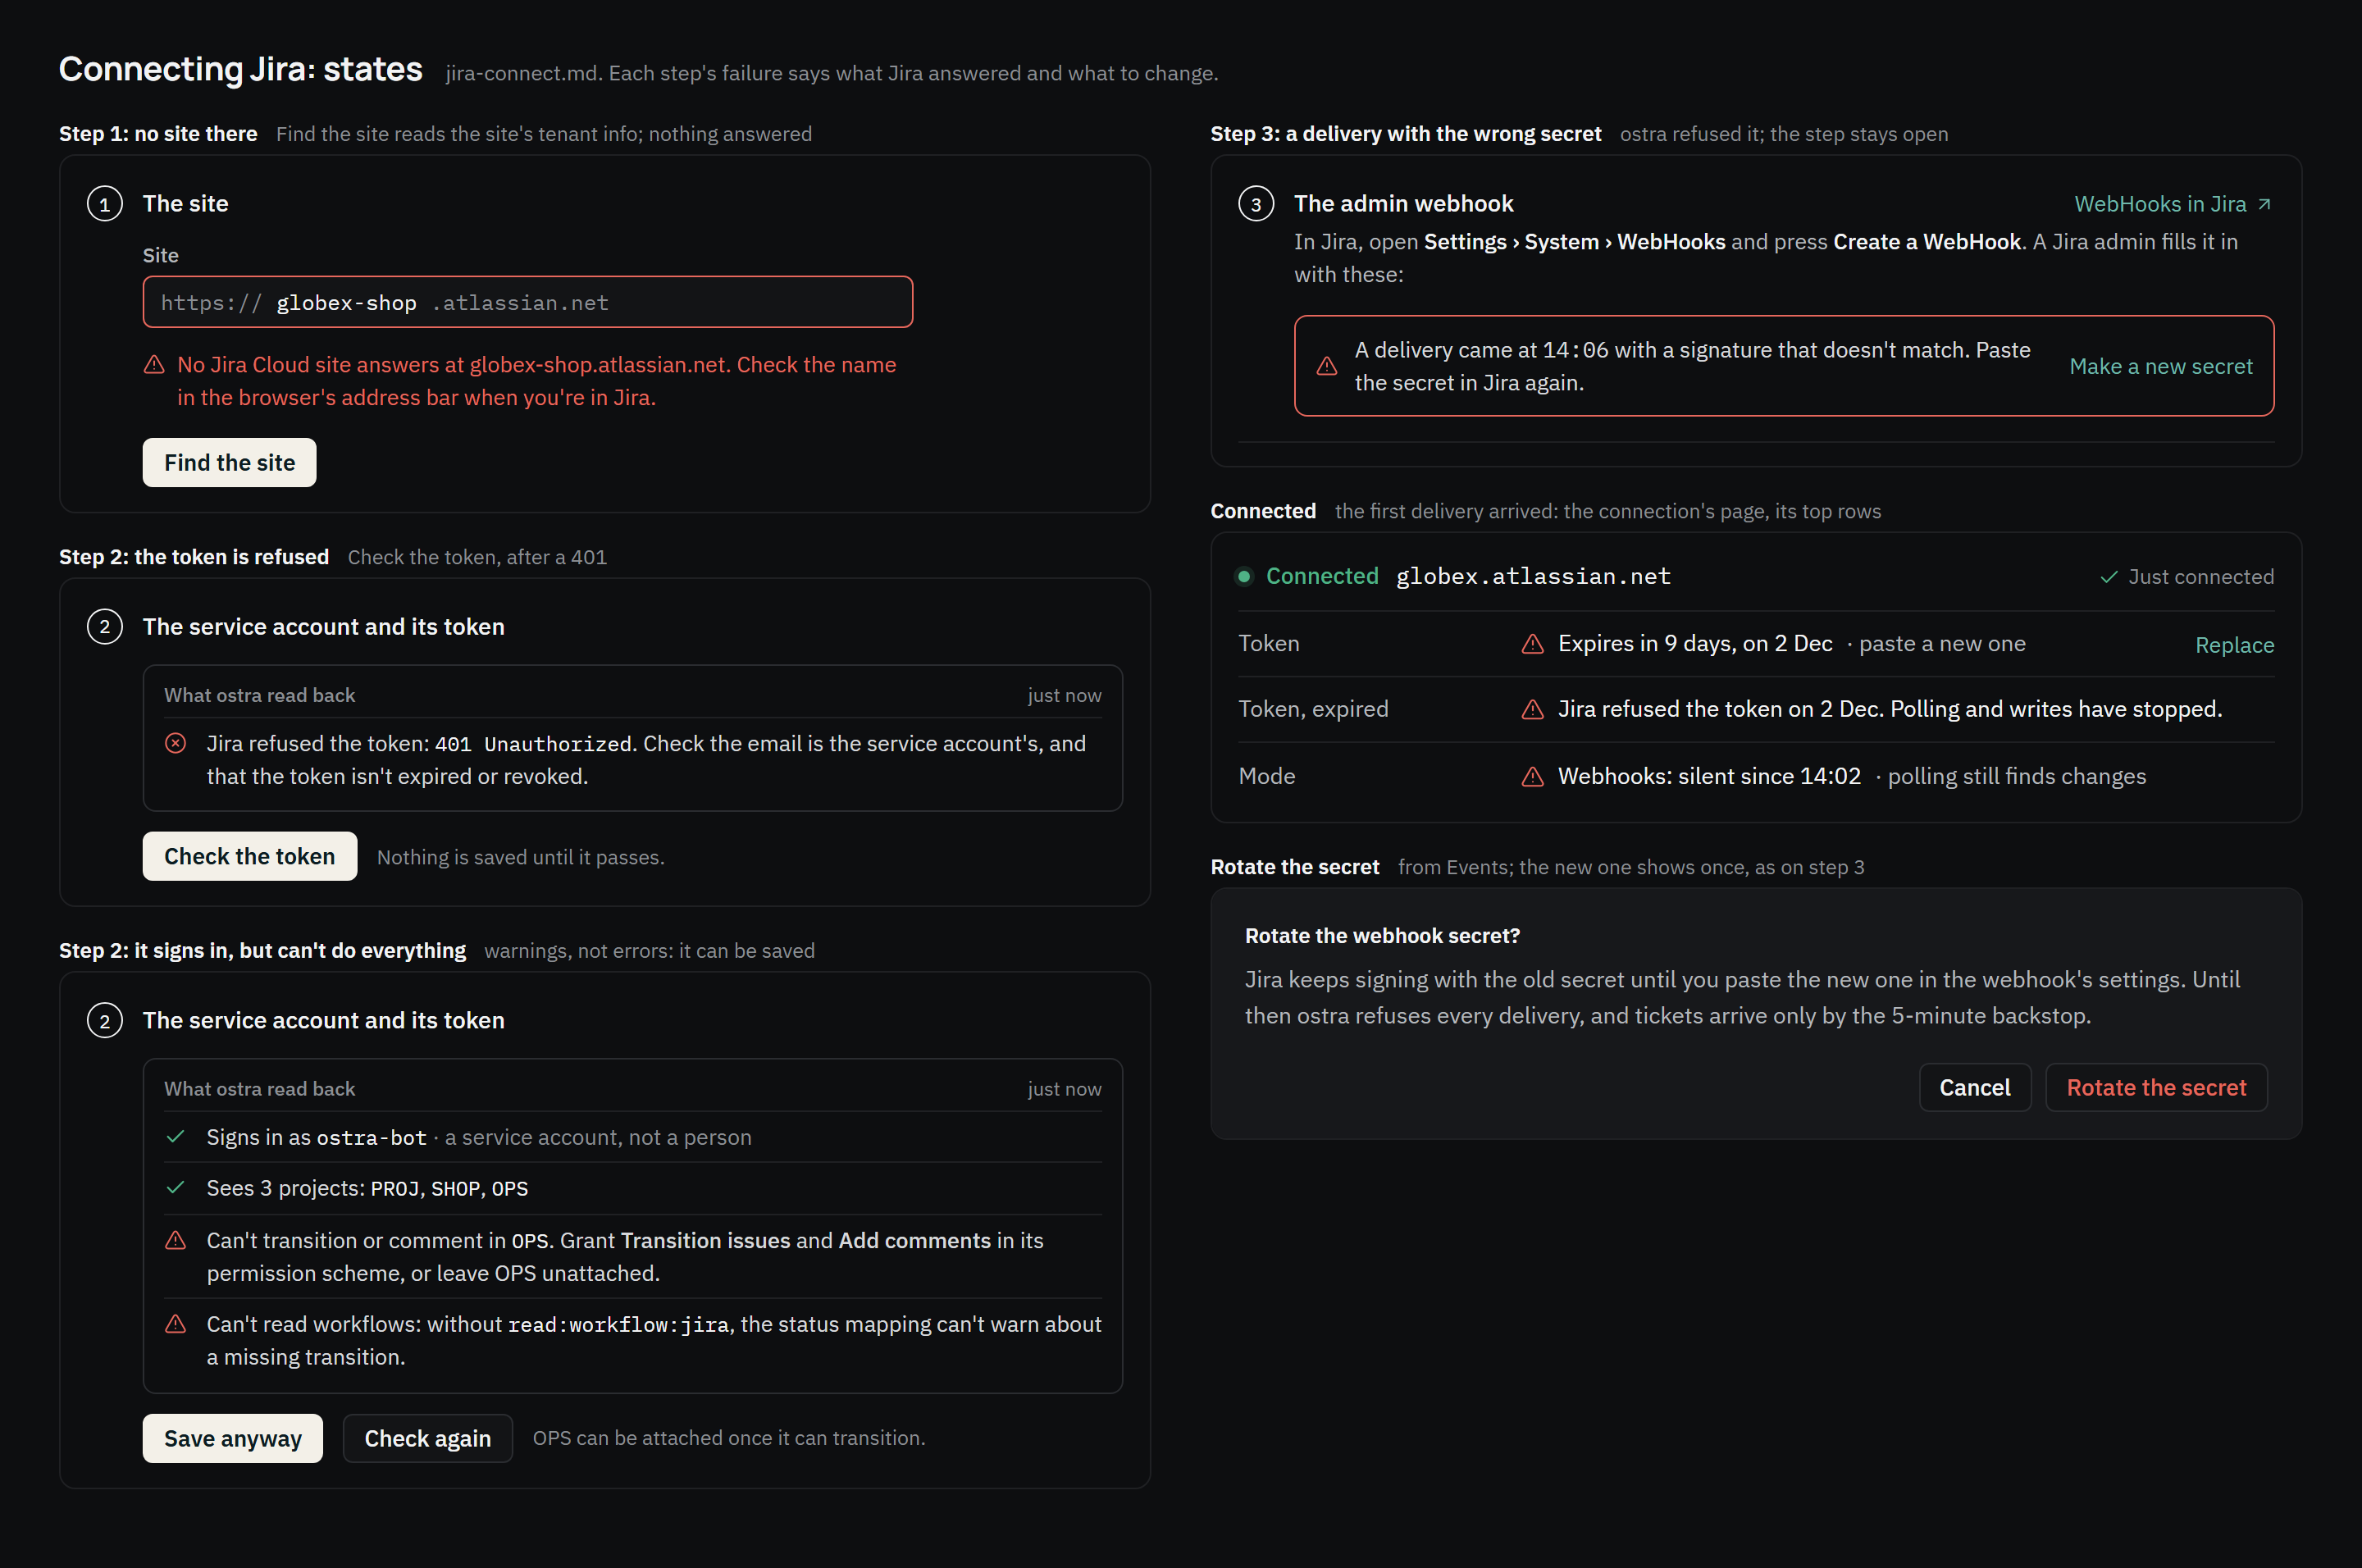 Connecting Jira: states jira-connect.md. Each step's failure says what Jira answered and what to change.
Step 1: no site there Find the site reads the site's tenant info; nothing answered
1 The site
Site
https:// globex-shop .atlassian.net
No Jira Cloud site answers at globex-shop.atlassian.net. Check the name
in the browser's address bar when you're in Jira.
Find the site
Step 2: the token is refused Check the token, after a 401
2 The service account and its token
What ostra read back just now
Jira refused the token: 401 Unauthorized. Check the email is the service account's, and
that the token isn't expired or revoked.
Check the token Nothing is saved until it passes.
Step 2: it signs in, but can't do everything warnings, not errors: it can be saved
2 The service account and its token
What ostra read back just now
Signs in as ostra-bot · a service account, not a person
Sees 3 projects: PROJ, SHOP, OPS
Can't transition or comment in OPS. Grant Transition issues and Add comments in its
permission scheme, or leave OPS unattached.
Can't read workflows: without read:workflow:jira, the status mapping can't warn about
a missing transition.
Save anyway Check again OPS can be attached once it can transition.
Step 3: a delivery with the wrong secret ostra refused it; the step stays open
3 The admin webhook WebHooks in Jira ↗
In Jira, open Settings › System › WebHooks and press Create a WebHook. A Jira admin fills it in
with these:
A delivery came at 14:06 with a signature that doesn't match. Paste
the secret in Jira again.
Make a new secret
Connected the first delivery arrived: the connection's page, its top rows
Connected globex.atlassian.net Just connected
Token Expires in 9 days, on 2 Dec · paste a new one Replace
Token, expired Jira refused the token on 2 Dec. Polling and writes have stopped.
Mode Webhooks: silent since 14:02 · polling still finds changes
Rotate the secret from Events; the new one shows once, as on step 3
Rotate the webhook secret?
Jira keeps signing with the old secret until you paste the new one in the webhook's settings. Until
then ostra refuses every delivery, and tickets arrive only by the 5-minute backstop.
Cancel Rotate the secret